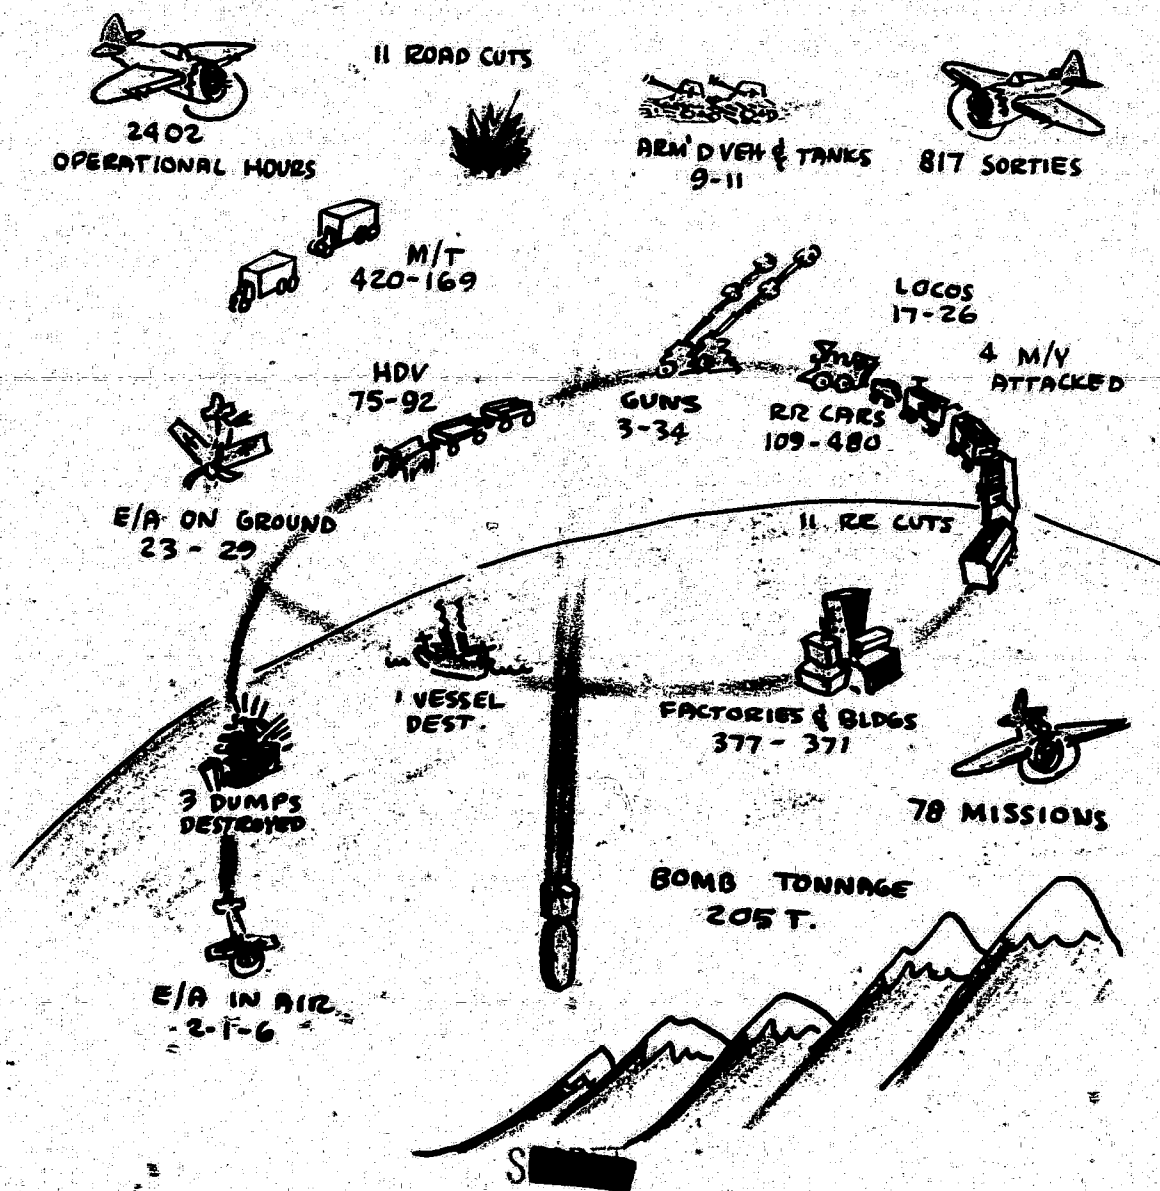 11 ROAD CUTS
2402
OPERATIONAL HOURS
ARM'D VEH & TANKS
9-11
817 SORTIES
M/T
420-169
LOCOS
17-26
4 M/Y
ATTACKED
HDV
75-92
GUNS
3-34
RR CARS
109-480
E/A ON GROUND
23-29
11 RR CUTS
1 VESSEL
DEST.
FACTORIES & BLDGS
377-371
3 DUMPS
DESTROYED
78 MISSIONS
BOMB TONNAGE
205 T.
E/A IN AIR
2-1-6